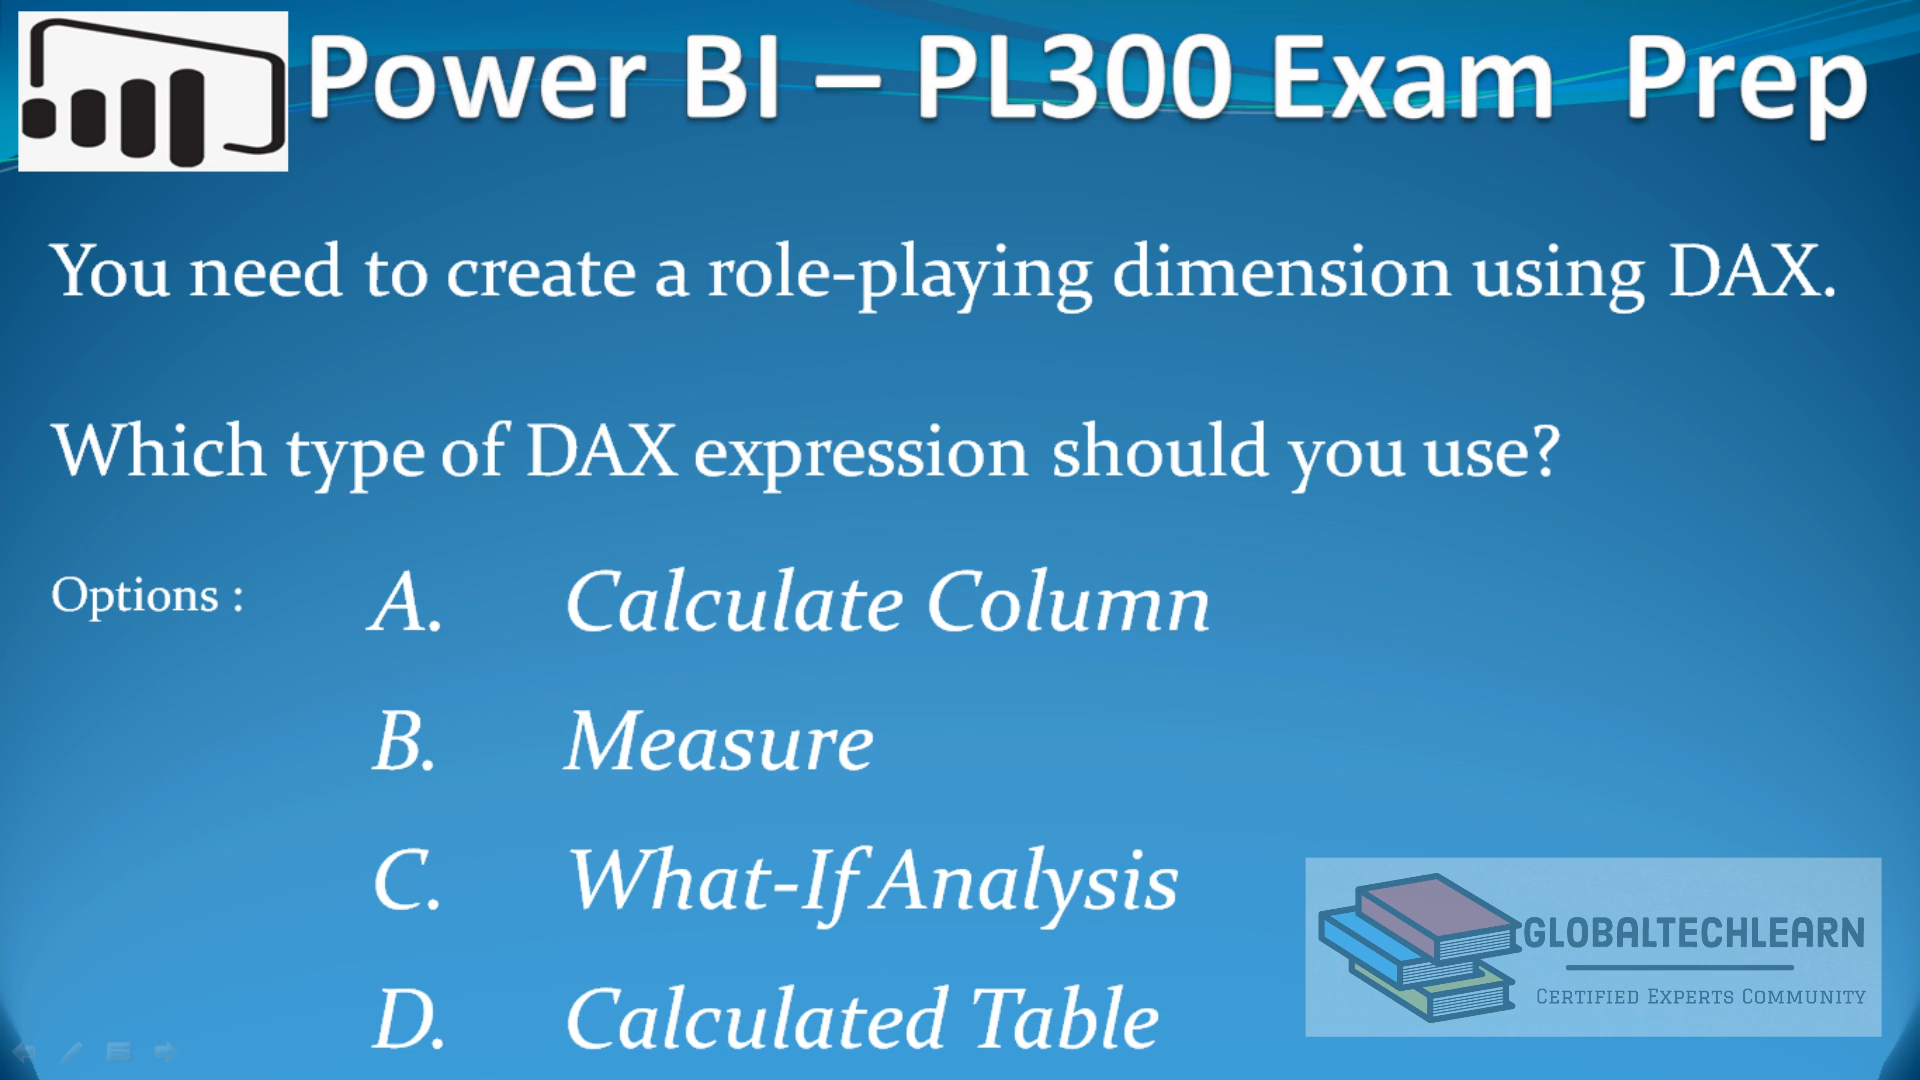 Power BI – PL300 Exam Prep
You need to create a role-playing dimension using DAX.
Which type of DAX expression should you use?
Options : A. Calculate Column
B. Measure
C. What-If Analysis
D. Calculated Table
GLOBALTECHLEARN
CERTIFIED EXPERTS COMMUNITY